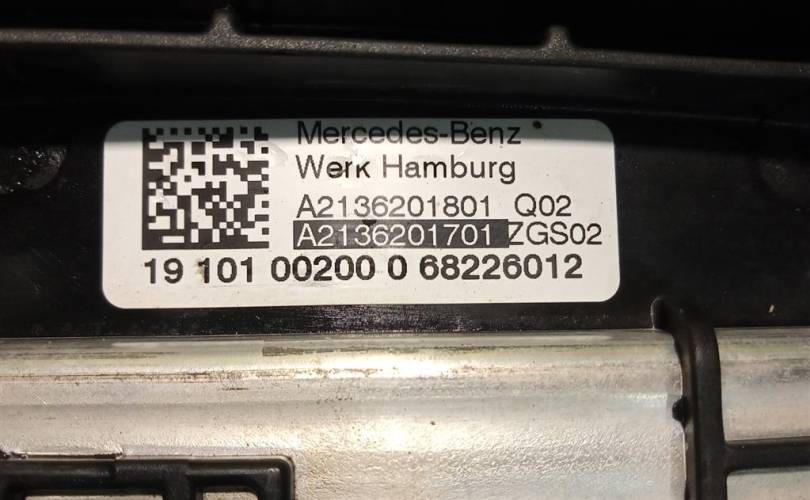 Mercedes-Benz
Werk Hamburg
A2136201801 Q02
A2136201701 ZGS02
19 101 00200 0 68226012